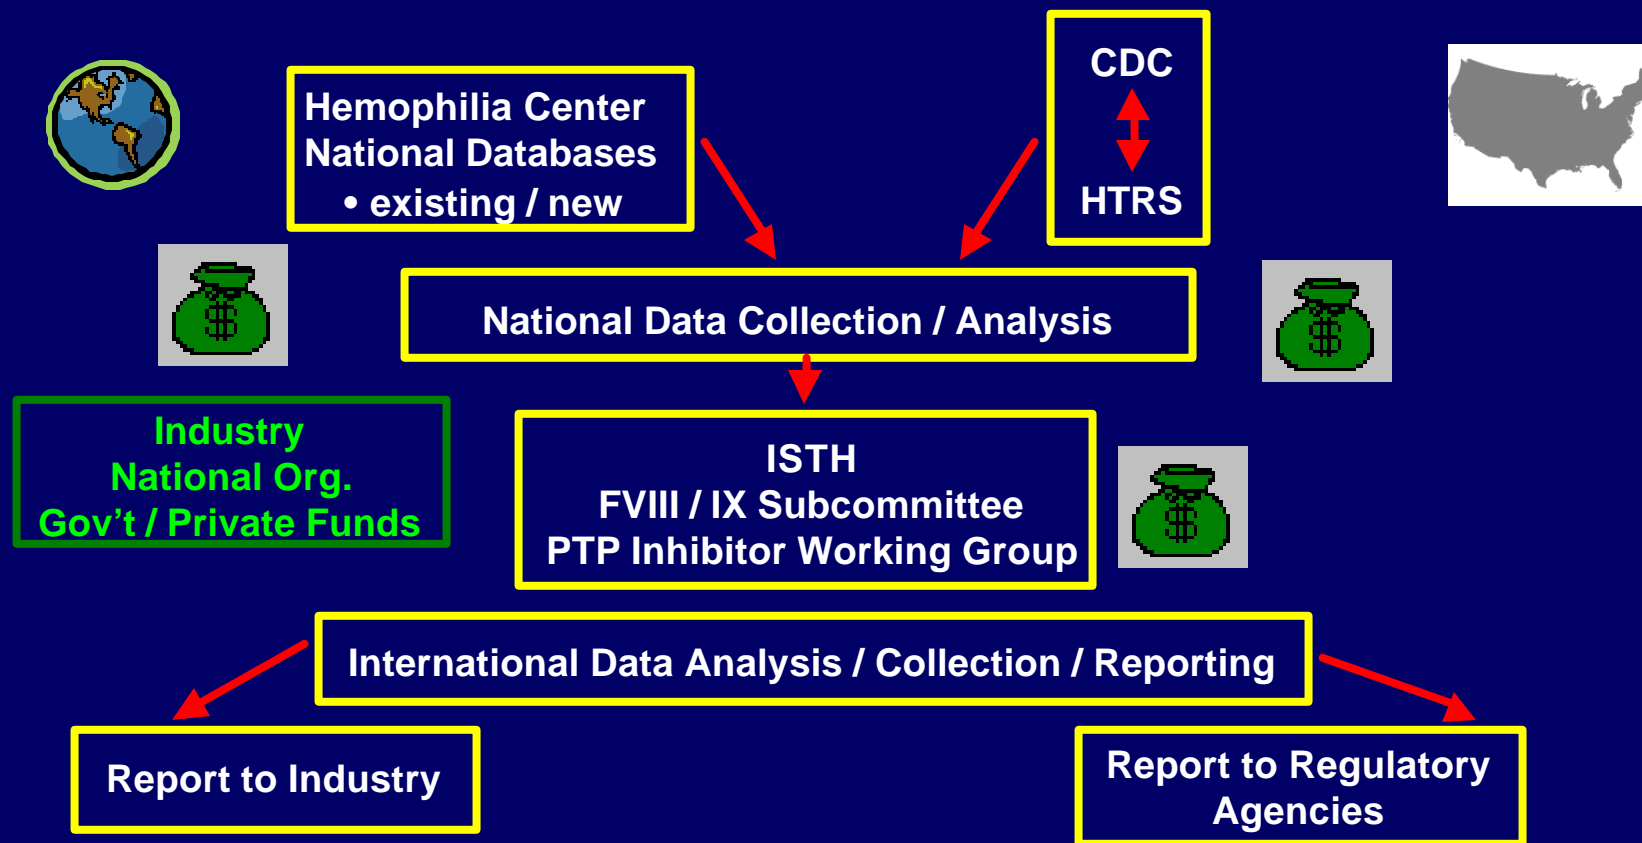 CDC
HTRS
Hemophilia Center
National Databases
• existing / new
National Data Collection / Analysis
$
$
Industry
National Org.
Gov't / Private Funds
ISTH
FVIII / IX Subcommittee
PTP Inhibitor Working Group
$
International Data Analysis / Collection / Reporting
Report to Industry
Report to Regulatory
Agencies